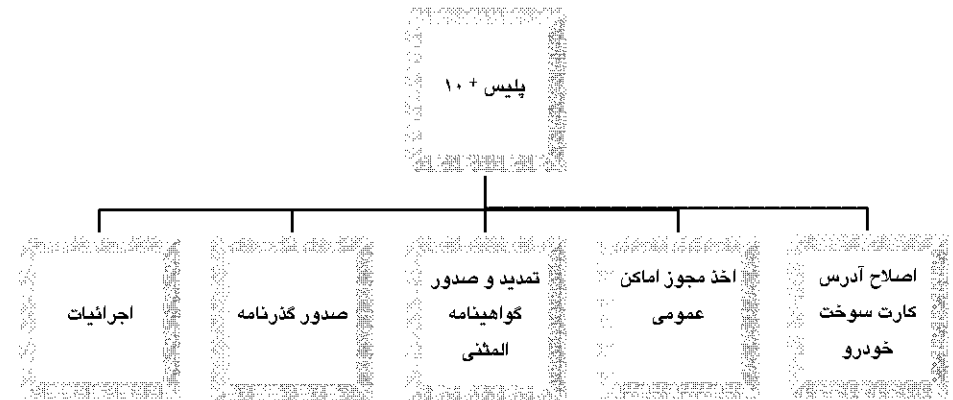 پلیس + ۱۰
اصلاح آدرس
کارت سوخت
خودرو
اخذ مجوز اماکن
عمومی
تمدید و صدور
گواهینامه
المثنی
صدور گذرنامه
اجرائیات